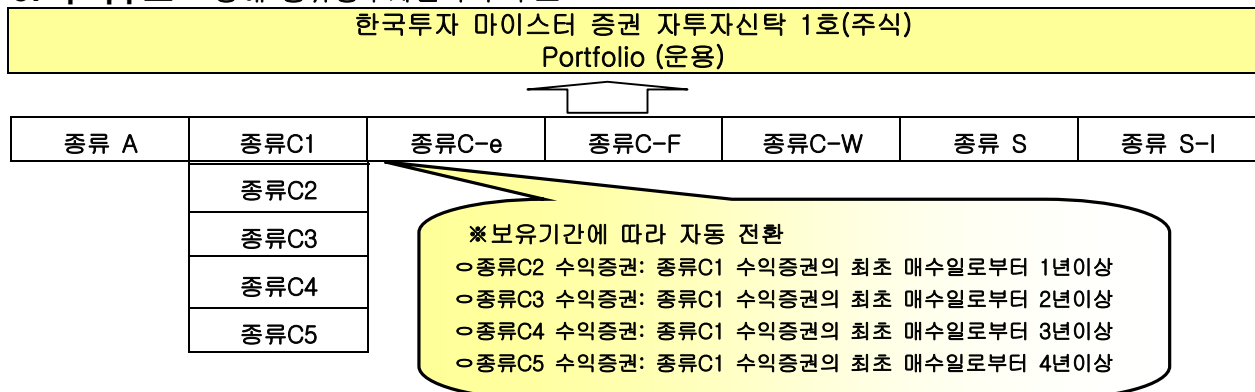 한국투자 마이스터 증권 자투자신탁 1호(주식)
Portfolio (운용)
종류 A
종류C1
종류C-e
종류C-F
종류C-W
종류 S
종류 S-I
종류C2
종류C3
종류C4
종류C5
※보유기간에 따라 자동 전환
○종류C2 수익증권: 종류C1 수익증권의 최초 매수일로부터 1년이상
○종류C3 수익증권: 종류C1 수익증권의 최초 매수일로부터 2년이상
○종류C4 수익증권: 종류C1 수익증권의 최초 매수일로부터 3년이상
○종류C5 수익증권: 종류C1 수익증권의 최초 매수일로부터 4년이상